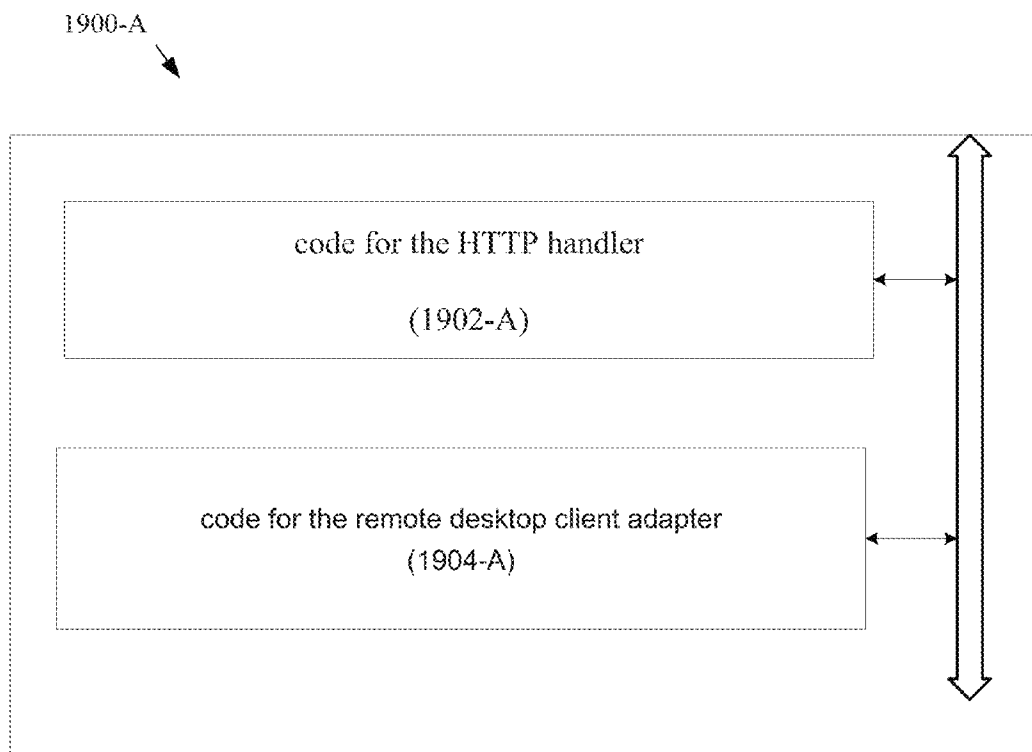 1900-A
code for the HTTP handler
(1902-A)
code for the remote desktop client adapter
(1904-A)